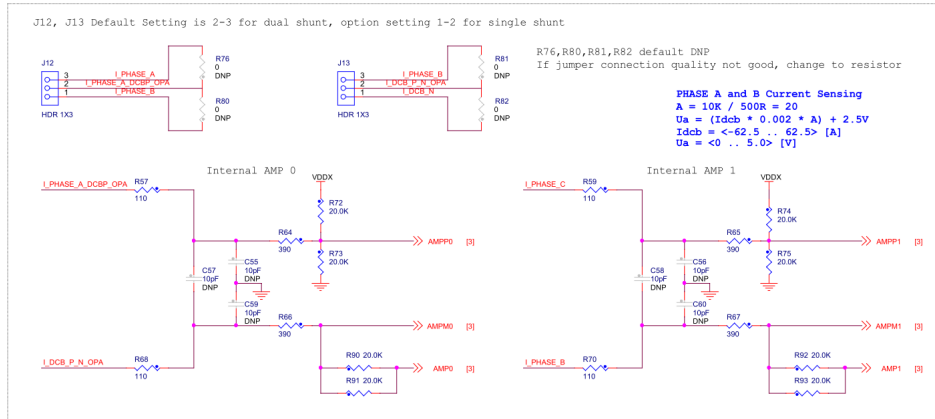 J12, J13 Default Setting is 2-3 for dual shunt, option setting 1-2 for single shunt
J12
3
2
1
I_PHASE_A
I_PHASE_A_DCBP_OPA
I_PHASE_B
HDR 1X3
R76
0
DNP
R80
0
DNP
J13
3
2
1
I_PHASE_B
I_DCB_P_N_OPA
I_DCB_N
HDR 1X3
R81
0
DNP
R82
0
DNP
R76,R80,R81,R82 default DNP
If jumper connection quality not good, change to resistor
PHASE A and B Current Sensing
A = 10K / 500R = 20
Ua = (Idcb * 0.002 * A) + 2.5V
Idcb = <-62.5 .. 62.5> [A]
Ua = <0 .. 5.0> [V]
Internal AMP 0
I_PHASE_A_DCBP_OPA
R57
110
VDDX
R72
20.0K
R64
390
R73
20.0K
AMPP0 [3]
C57
10pF
DNP
C55
10pF
DNP
C59
10pF
DNP
R66
390
AMPM0 [3]
I_DCB_P_N_OPA
R68
110
R90 20.0K
R91 20.0K
AMP0 [3]
Internal AMP 1
I_PHASE_C
R59
110
VDDX
R74
20.0K
R65
390
R75
20.0K
AMPP1 [3]
C58
10pF
DNP
C56
10pF
DNP
C60
10pF
DNP
R67
390
AMPM1 [3]
I_PHASE_B
R70
110
R92 20.0K
R93 20.0K
AMP1 [3]